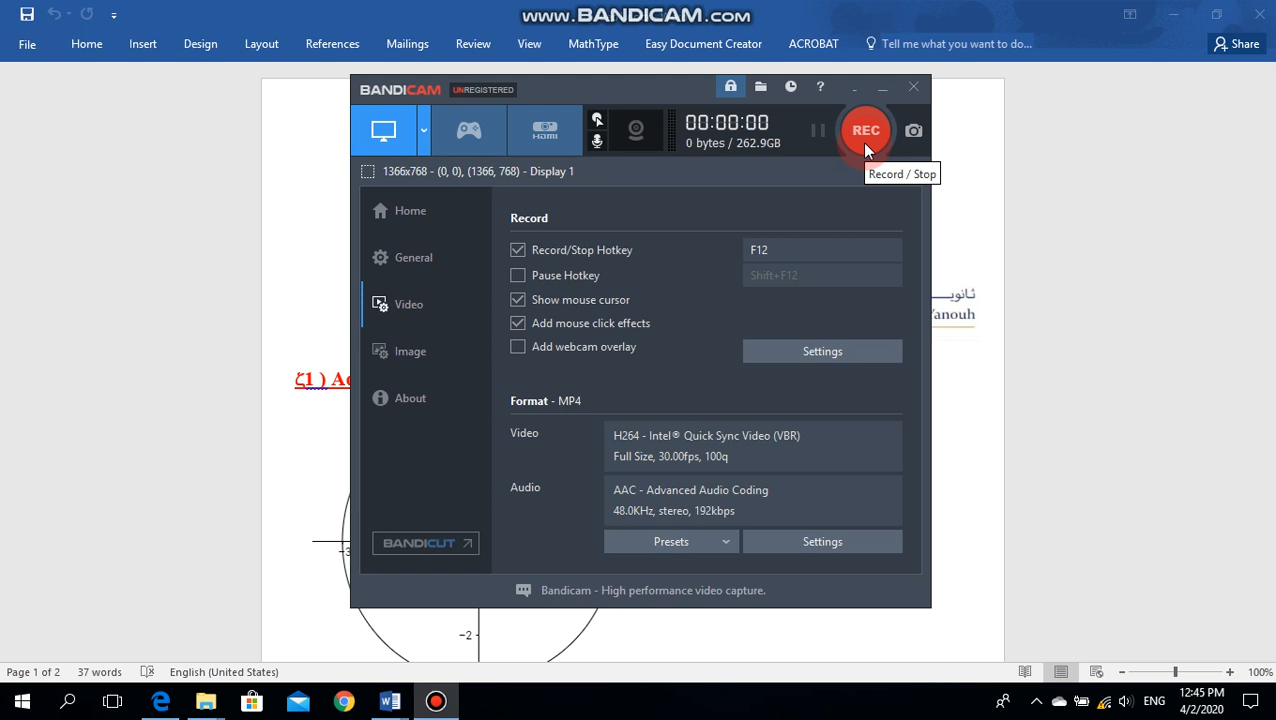 www.BANDICAM.com
File Home Insert Design Layout References Mailings Review View MathType Easy Document Creator ACROBAT Tell me what you want to do... Share
BANDICAM UNREGISTERED ?
HDMI 00:00:00 REC
0 bytes / 262.9GB
1366x768 - (0, 0), (1366, 768) - Display 1
Record / Stop
Home
General
Video
Image
About
BANDICUT
Record
Record/Stop Hotkey F12
Pause Hotkey Shift+F12
Show mouse cursor
Add mouse click effects
Add webcam overlay Settings
Format - MP4
Video H264 - Intel® Quick Sync Video (VBR)
Full Size, 30.00fps, 100q
Audio AAC - Advanced Audio Coding
48.0KHz, stereo, 192kbps
Presets Settings
Bandicam - High performance video capture.
ثانويـــ
Yanouh
ζ1 ) Ac
-3
-2
Page 1 of 2 37 words English (United States) 100%
ENG 12:45 PM
4/2/2020